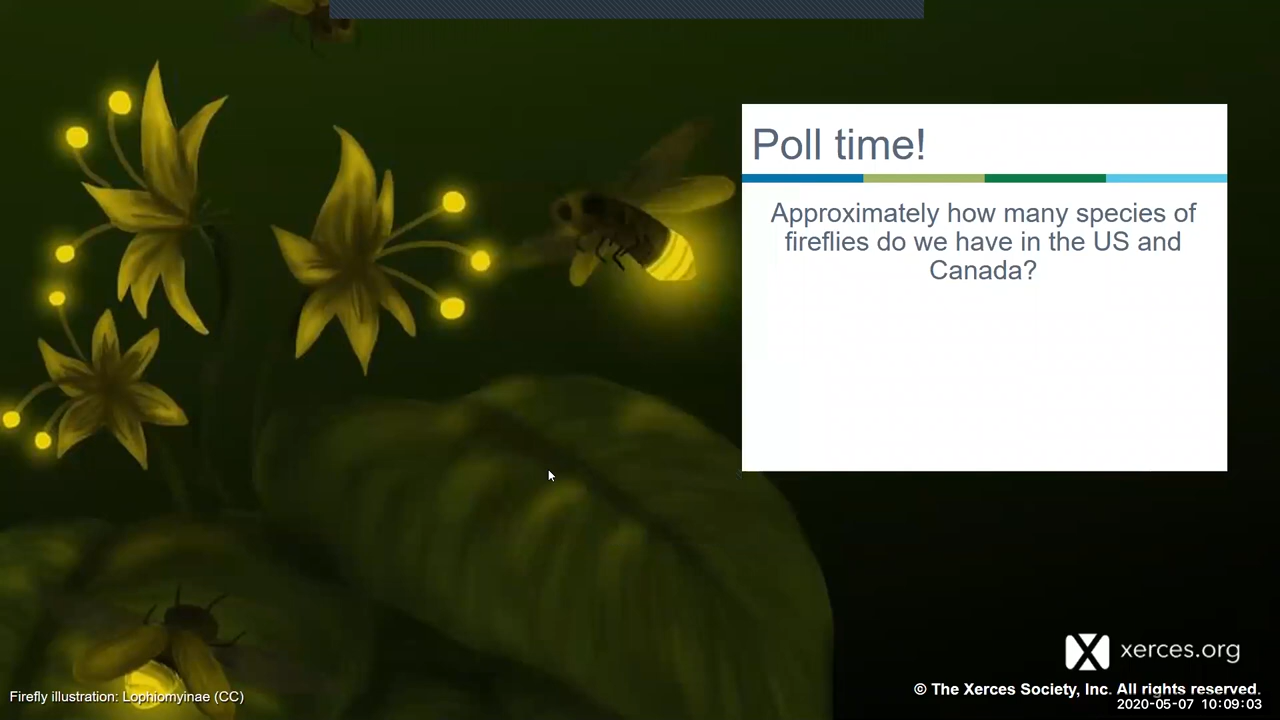 Poll time!
Approximately how many species of
fireflies do we have in the US and
Canada?
xerces.org
© The Xerces Society, Inc. All rights reserved.
2020-05-07 10:09:03
Firefly illustration: Lophiomyinae (CC)